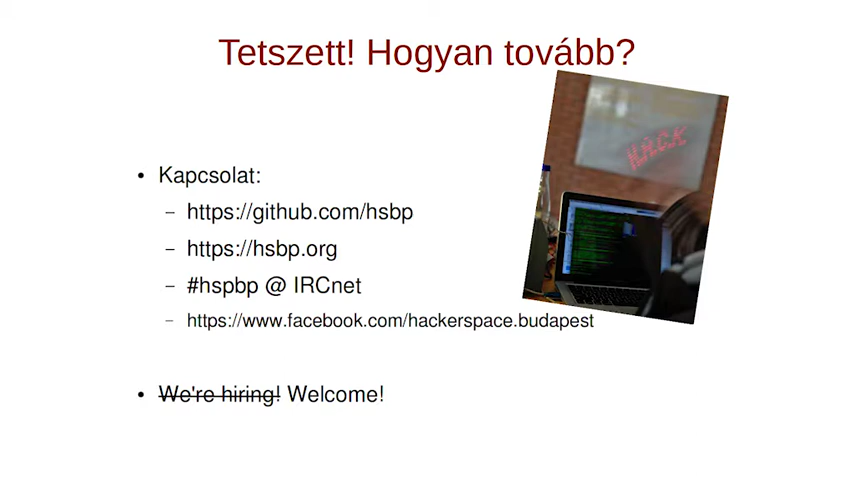 Tetszett! Hogyan tovább?
HACK
• Kapcsolat:
– https://github.com/hsbp
– https://hsbp.org
– #hspbp @ IRCnet
– https://www.facebook.com/hackerspace.budapest
• We're hiring! Welcome!